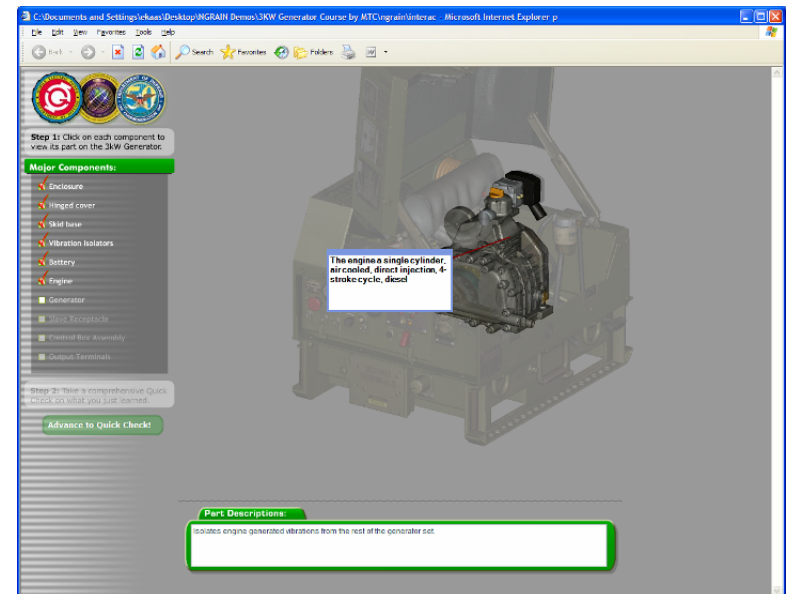 C:\Documents and Settings\ekaas\Desktop\NGRAIN Demos\3KW Generator Course by MTC\ngrain\interac - Microsoft Internet Explorer p
File Edit View Favorites Tools Help
Back Search Favorites Folders
Step 1: Click on each component to
view its part on the 3kW Generator.
Major Components:
Enclosure
Hinged cover
Skid base
Vibration Isolators
Battery
Engine
Generator
Slave Receptacle
Control Box Assembly
Output Terminals
Step 2: Take a comprehensive Quick
Check on what you just learned.
Advance to Quick Check!
The engine a single cylinder,
air cooled, direct injection, 4-
stroke cycle, diesel
Part Descriptions:
Isolates engine generated vibrations from the rest of the generator set.